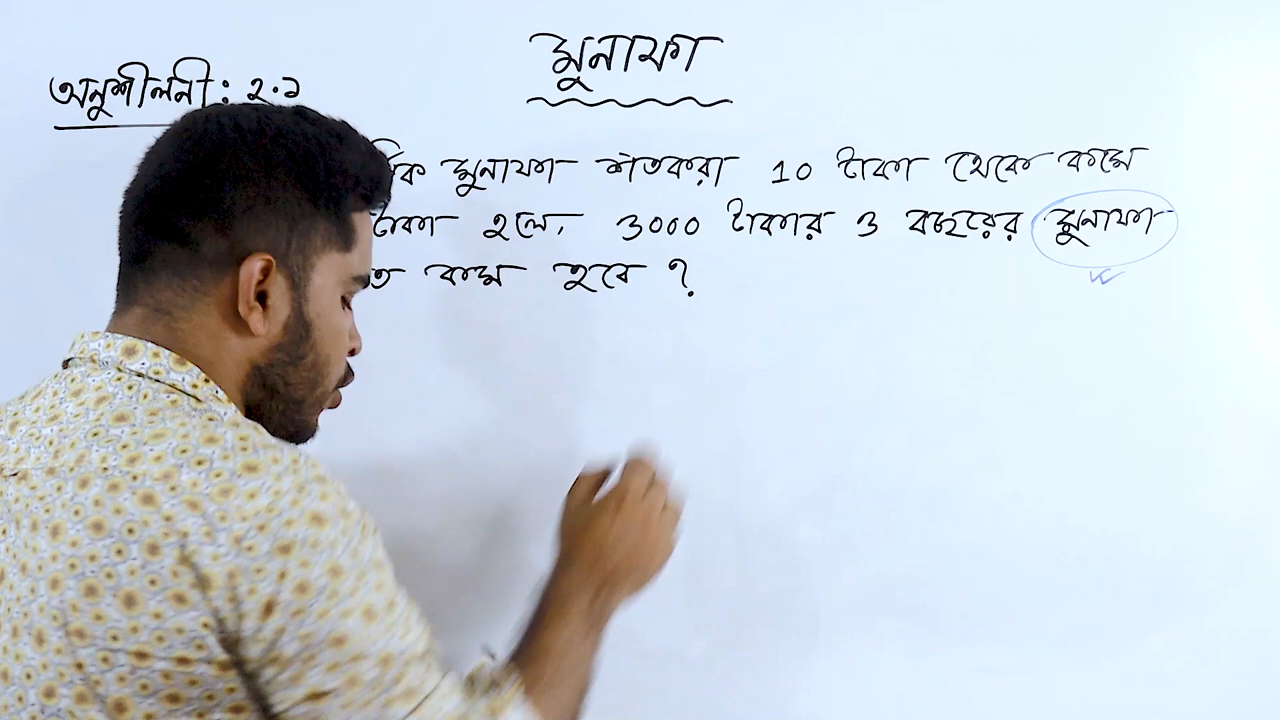 মুনাফা
অনুশীলনী: ২.১
মুনাফা শতকরা 10 টাকা থেকে কমে
টাকা হলে, ৩০০০ টাকার ৩ বছরের মুনাফা
কম হবে ?